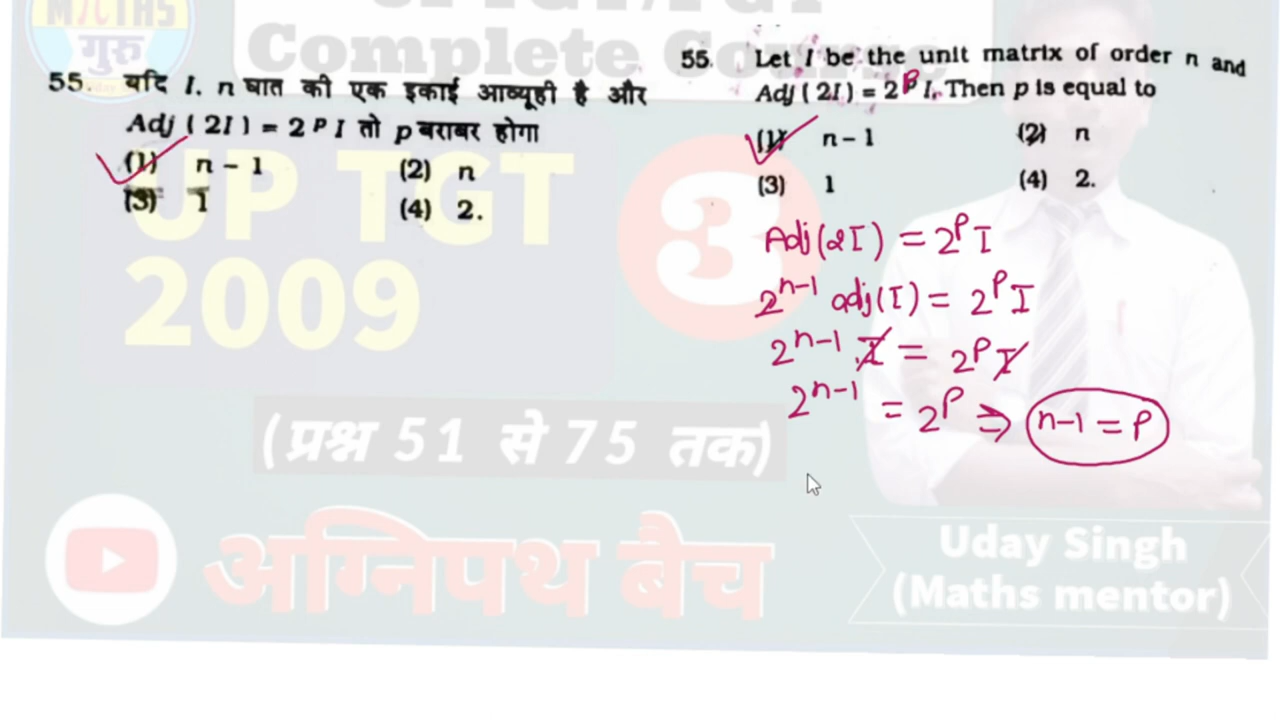 MπTHS
गुरु
Complete Course
55. यदि I, n घात की एक इकाई आव्यूही है और
Adj ( 2I ) = 2 P I तो p बराबर होगा
(1) n – 1 (2) n
(3) 1 (4) 2.
55. Let I be the unit matrix of order n and
Adj ( 2I ) = 2 P I. Then p is equal to
(1) n – 1 (2) n
(3) 1 (4) 2.
Adj(2I) = 2^P I
2^{n-1} adj(I) = 2^P I
2^{n-1} . I = 2^P I
2^{n-1} = 2^P ⇒ n-1 = P
UP TGT
2009
3
(प्रश्न 51 से 75 तक)
अग्निपथ बैच
Uday Singh
(Maths mentor)